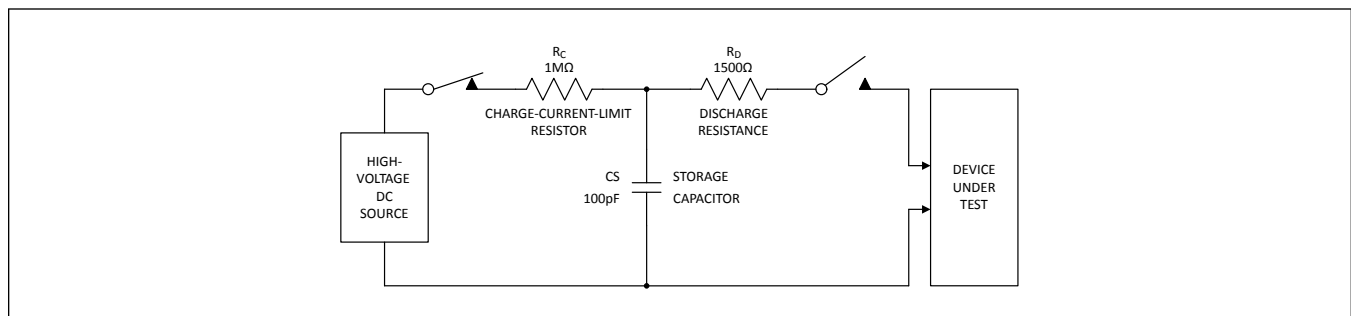 R_C
1MΩ
CHARGE-CURRENT-LIMIT
RESISTOR
R_D
1500Ω
DISCHARGE
RESISTANCE
HIGH-
VOLTAGE
DC
SOURCE
CS
100pF
STORAGE
CAPACITOR
DEVICE
UNDER
TEST